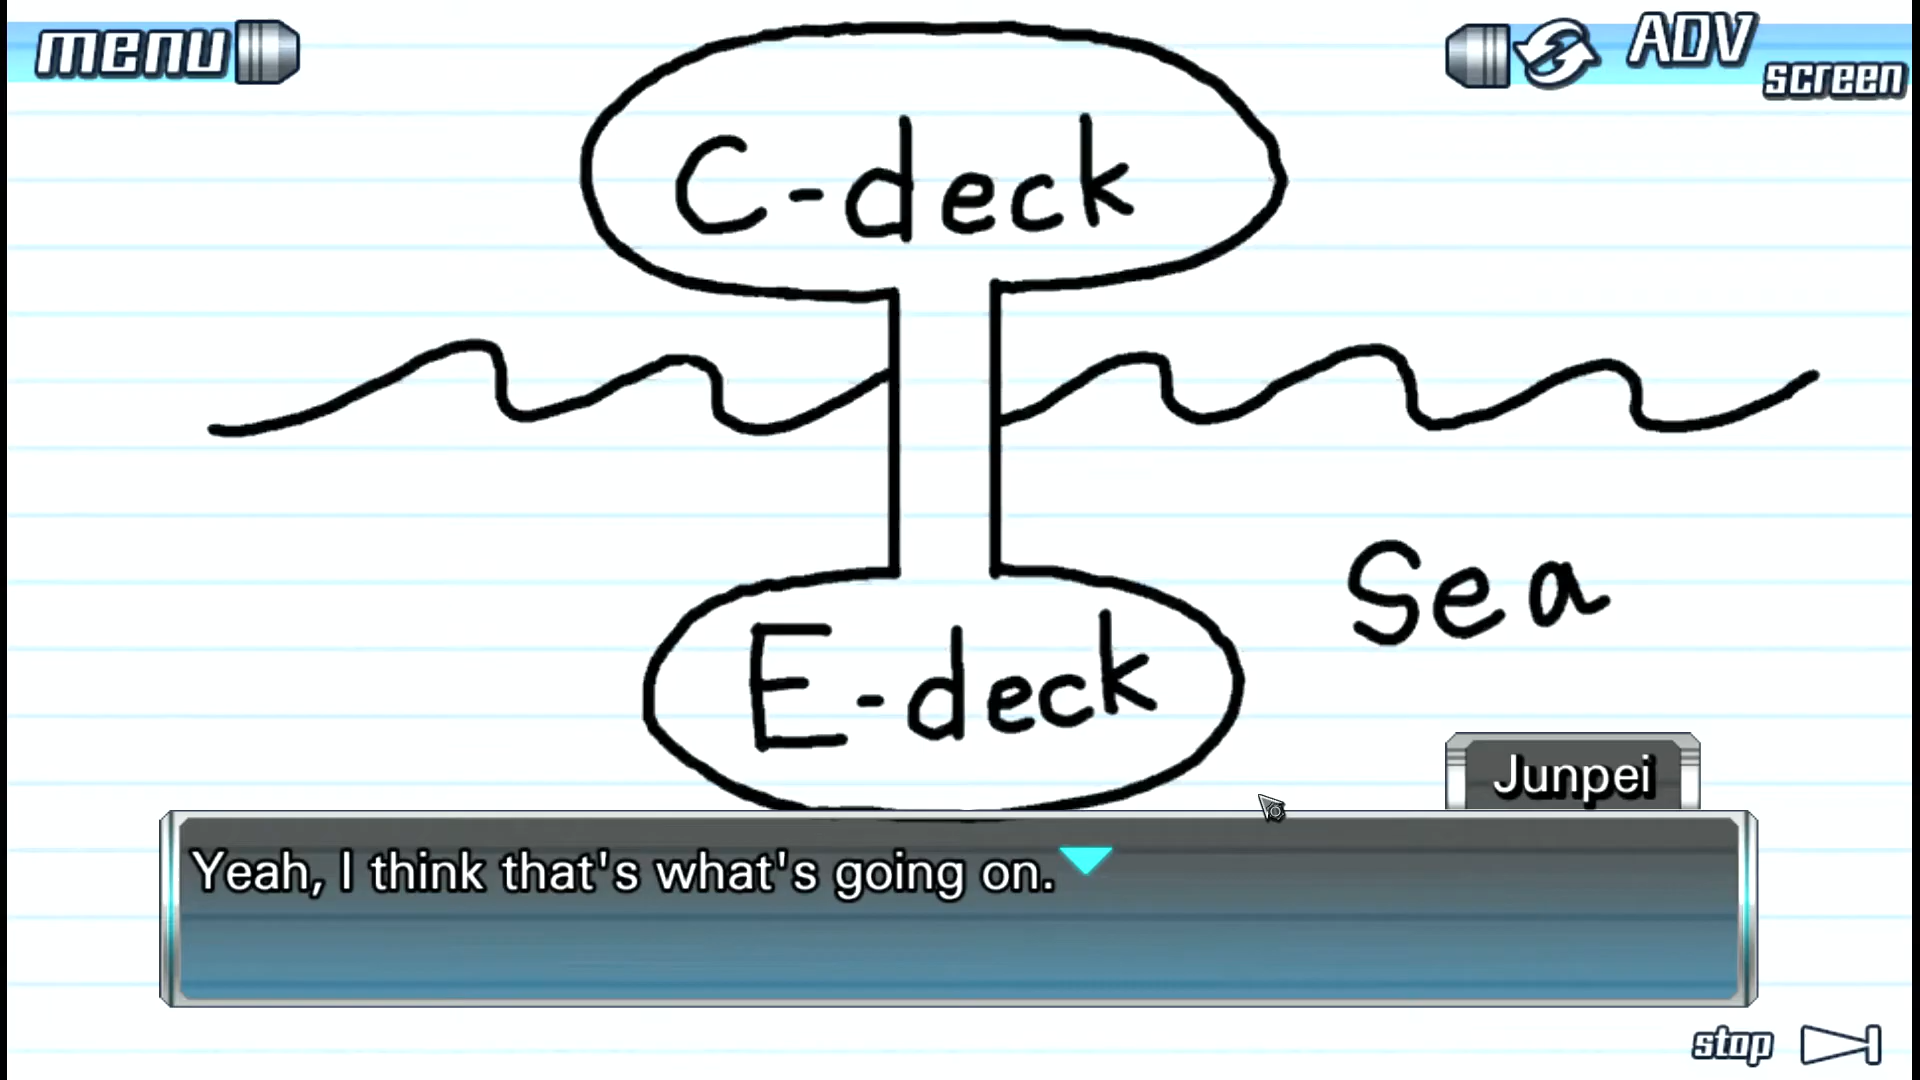 menu
ADV
screen
C-deck
Sea
E-deck
Junpei
Yeah, I think that's what's going on.
stop